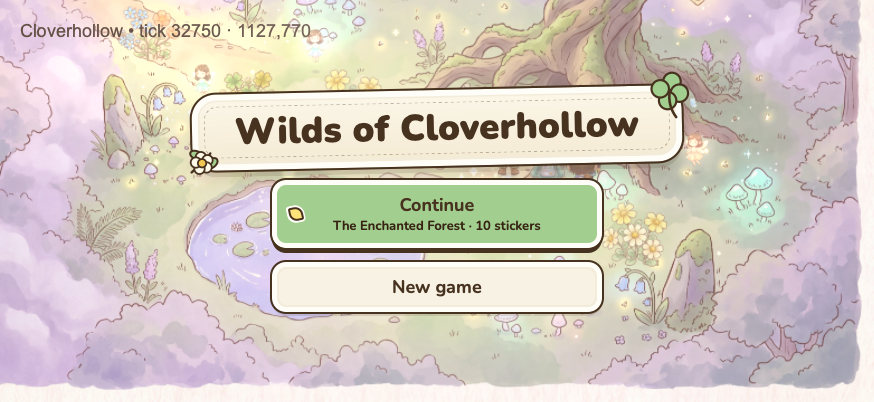 Cloverhollow • tick 32750 · 1127,770
Wilds of Cloverhollow
Continue
The Enchanted Forest · 10 stickers
New game